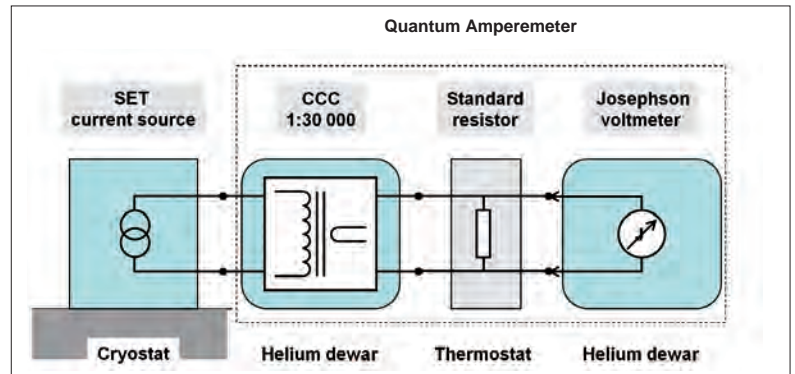 Quantum Amperemeter
SET
current source
CCC
1:30 000
Standard
resistor
Josephson
voltmeter
J
Cryostat
Helium dewar
Thermostat
Helium dewar